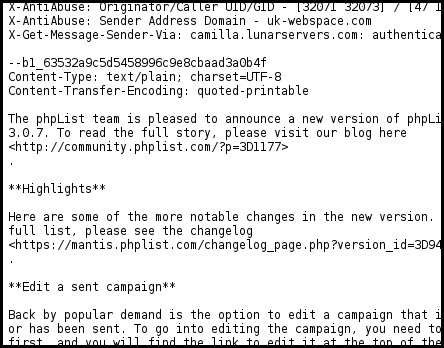 X-AntiAbuse: Originator/Caller UID/GID - [32071 32073] / [47 1
X-AntiAbuse: Sender Address Domain - uk-webspace.com
X-Get-Message-Sender-Via: camilla.lunarservers.com: authentica
--b1_63532a9c5d5458996c9e8cbaad3a0b4f
Content-Type: text/plain; charset=UTF-8
Content-Transfer-Encoding: quoted-printable
The phpList team is pleased to announce a new version of phpLi
3.0.7. To read the full story, please visit our blog here
<http://community.phplist.com/?p=3D1177>
.
**Highlights**
Here are some of the more notable changes in the new version.
full list, please see the changelog
<https://mantis.phplist.com/changelog_page.php?version_id=3D94
.
**Edit a sent campaign**
Back by popular demand is the option to edit a campaign that i
or has been sent. To go into editing the campaign, you need to
first, and you will find the link to edit it at the top of the